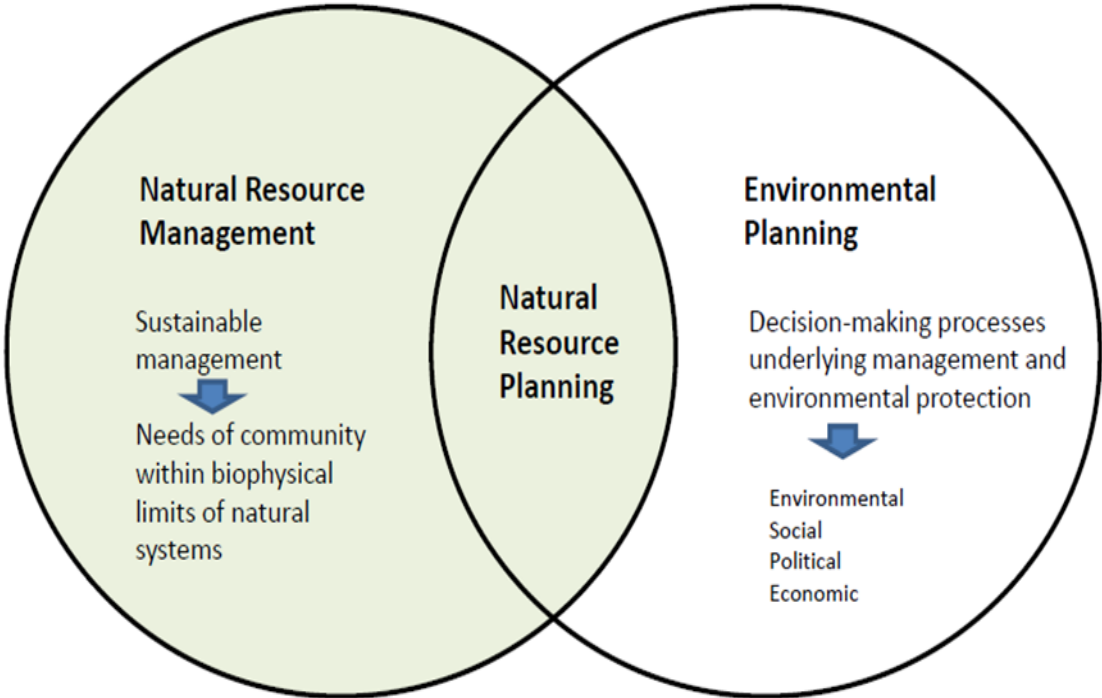 Natural Resource
Management
Sustainable
management
Needs of community
within biophysical
limits of natural
systems
Natural
Resource
Planning
Environmental
Planning
Decision-making processes
underlying management and
environmental protection
Environmental
Social
Political
Economic